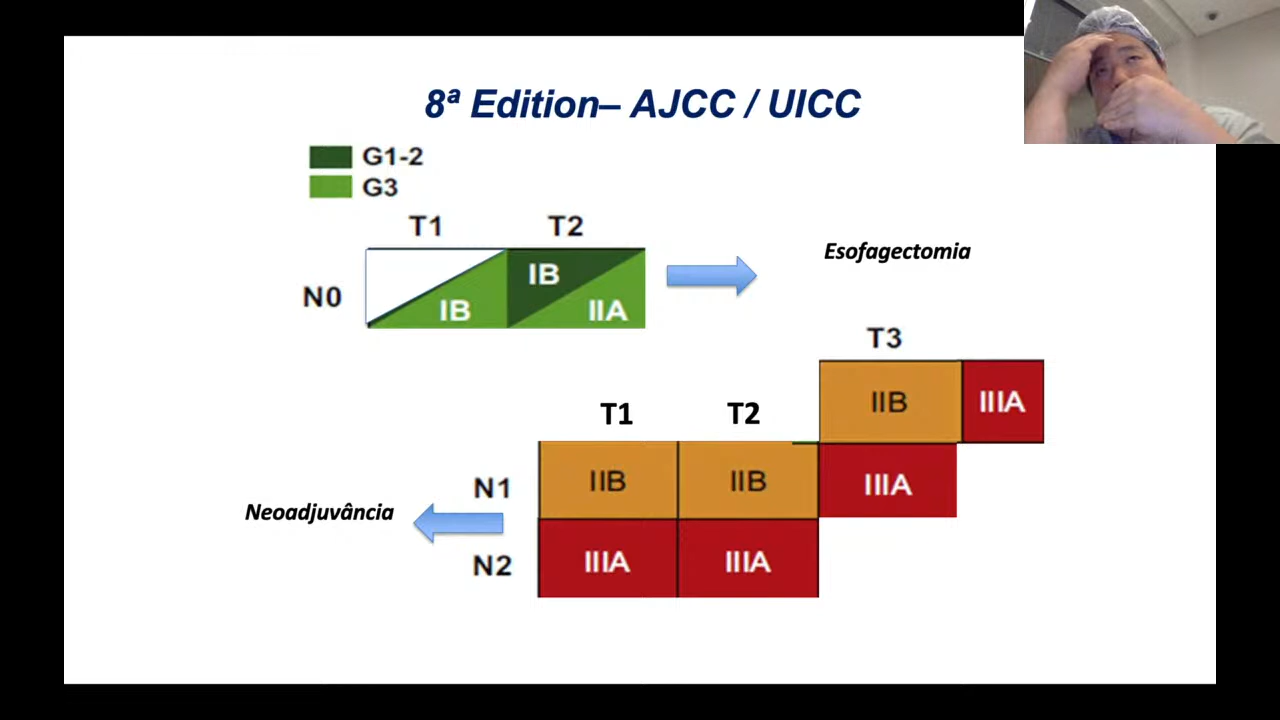 8ª Edition– AJCC / UICC
G1-2
G3
T1 T2
N0
IB
IB
IIA
Esofagectomia
T3
IIB IIIA
T1 T2
N1
IIB IIB IIIA
Neoadjuvância
N2
IIIA IIIA